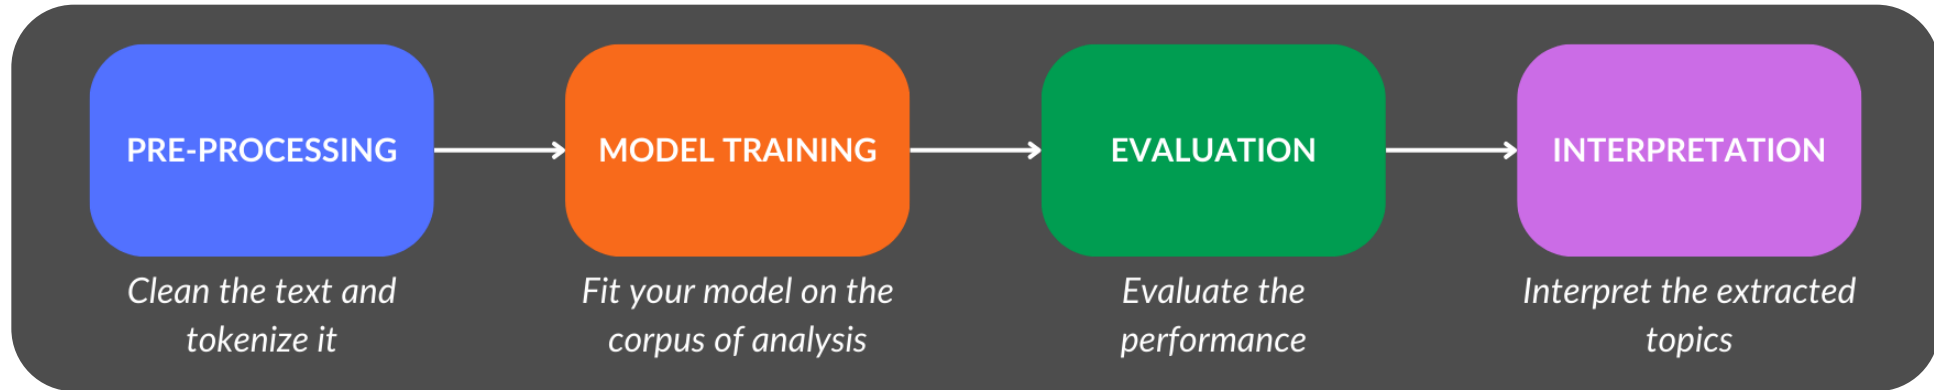 PRE-PROCESSING
Clean the text and
tokenize it
MODEL TRAINING
Fit your model on the
corpus of analysis
EVALUATION
Evaluate the
performance
INTERPRETATION
Interpret the extracted
topics